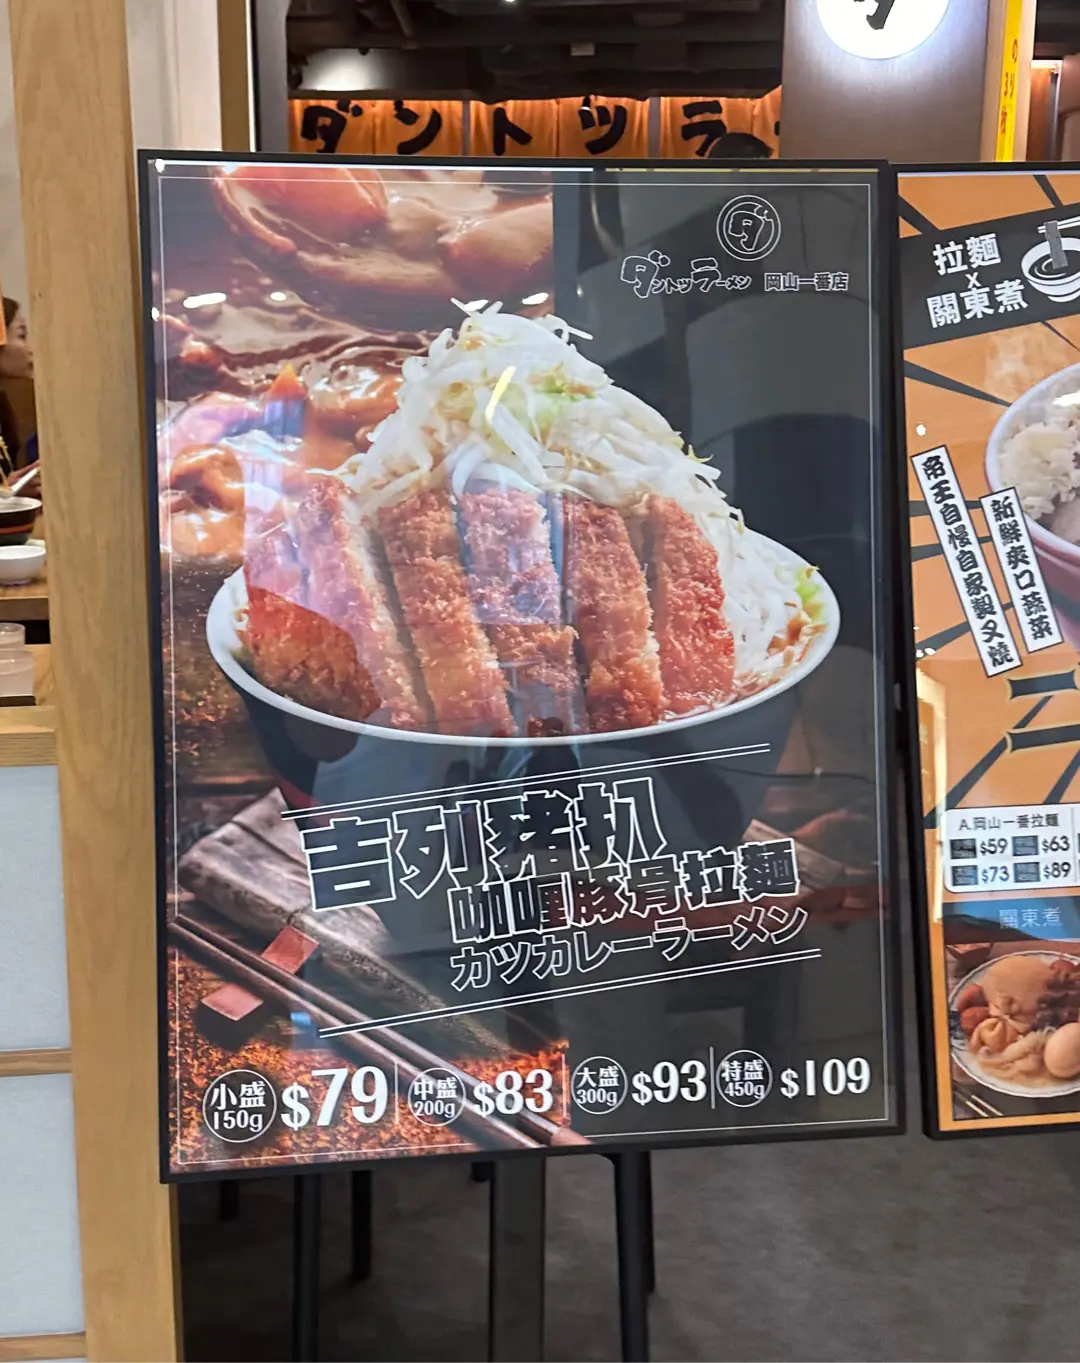 ダントツラ
ダ
ダ
ダントツラーメン 岡山一番店
吉列豬扒
咖喱豚骨拉麵
カツカレーラーメン
小盛 150g $79
中盛 200g $83
大盛 300g $93
特盛 450g $109
拉麵
x
關東煮
帝王自慢自家製叉燒
新鮮爽口蔬菜
A.岡山一番拉麵
$59 $63
$73 $89
關東煮